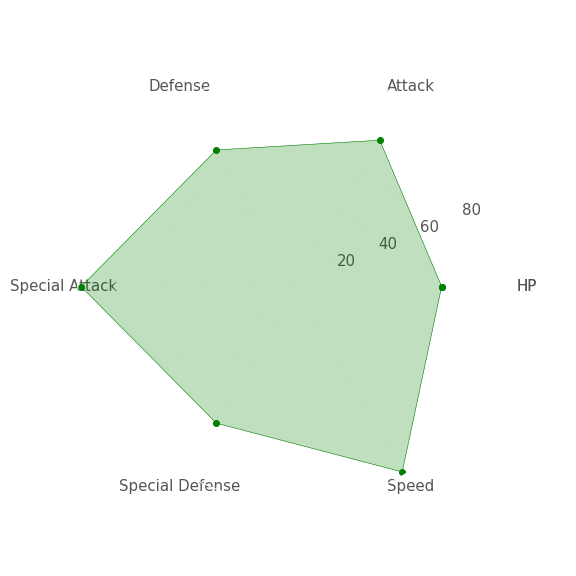 Defense
Attack
80
60
40
20
Special Attack
HP
Special Defense
Speed